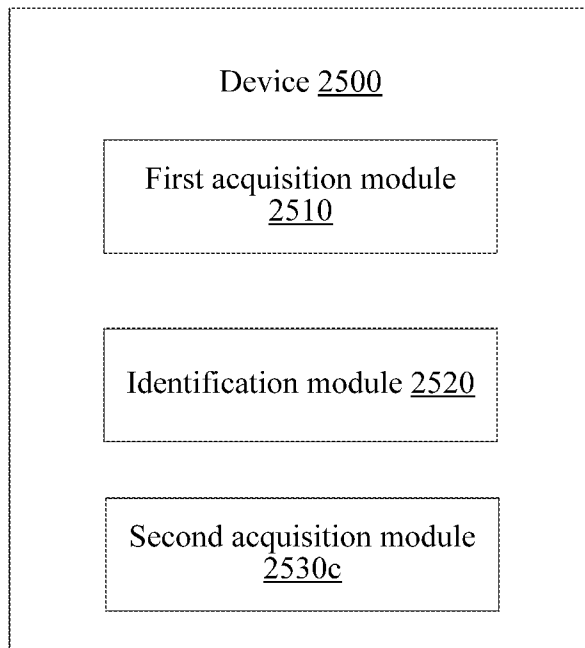 Device 2500
First acquisition module
2510
Identification module 2520
Second acquisition module
2530c